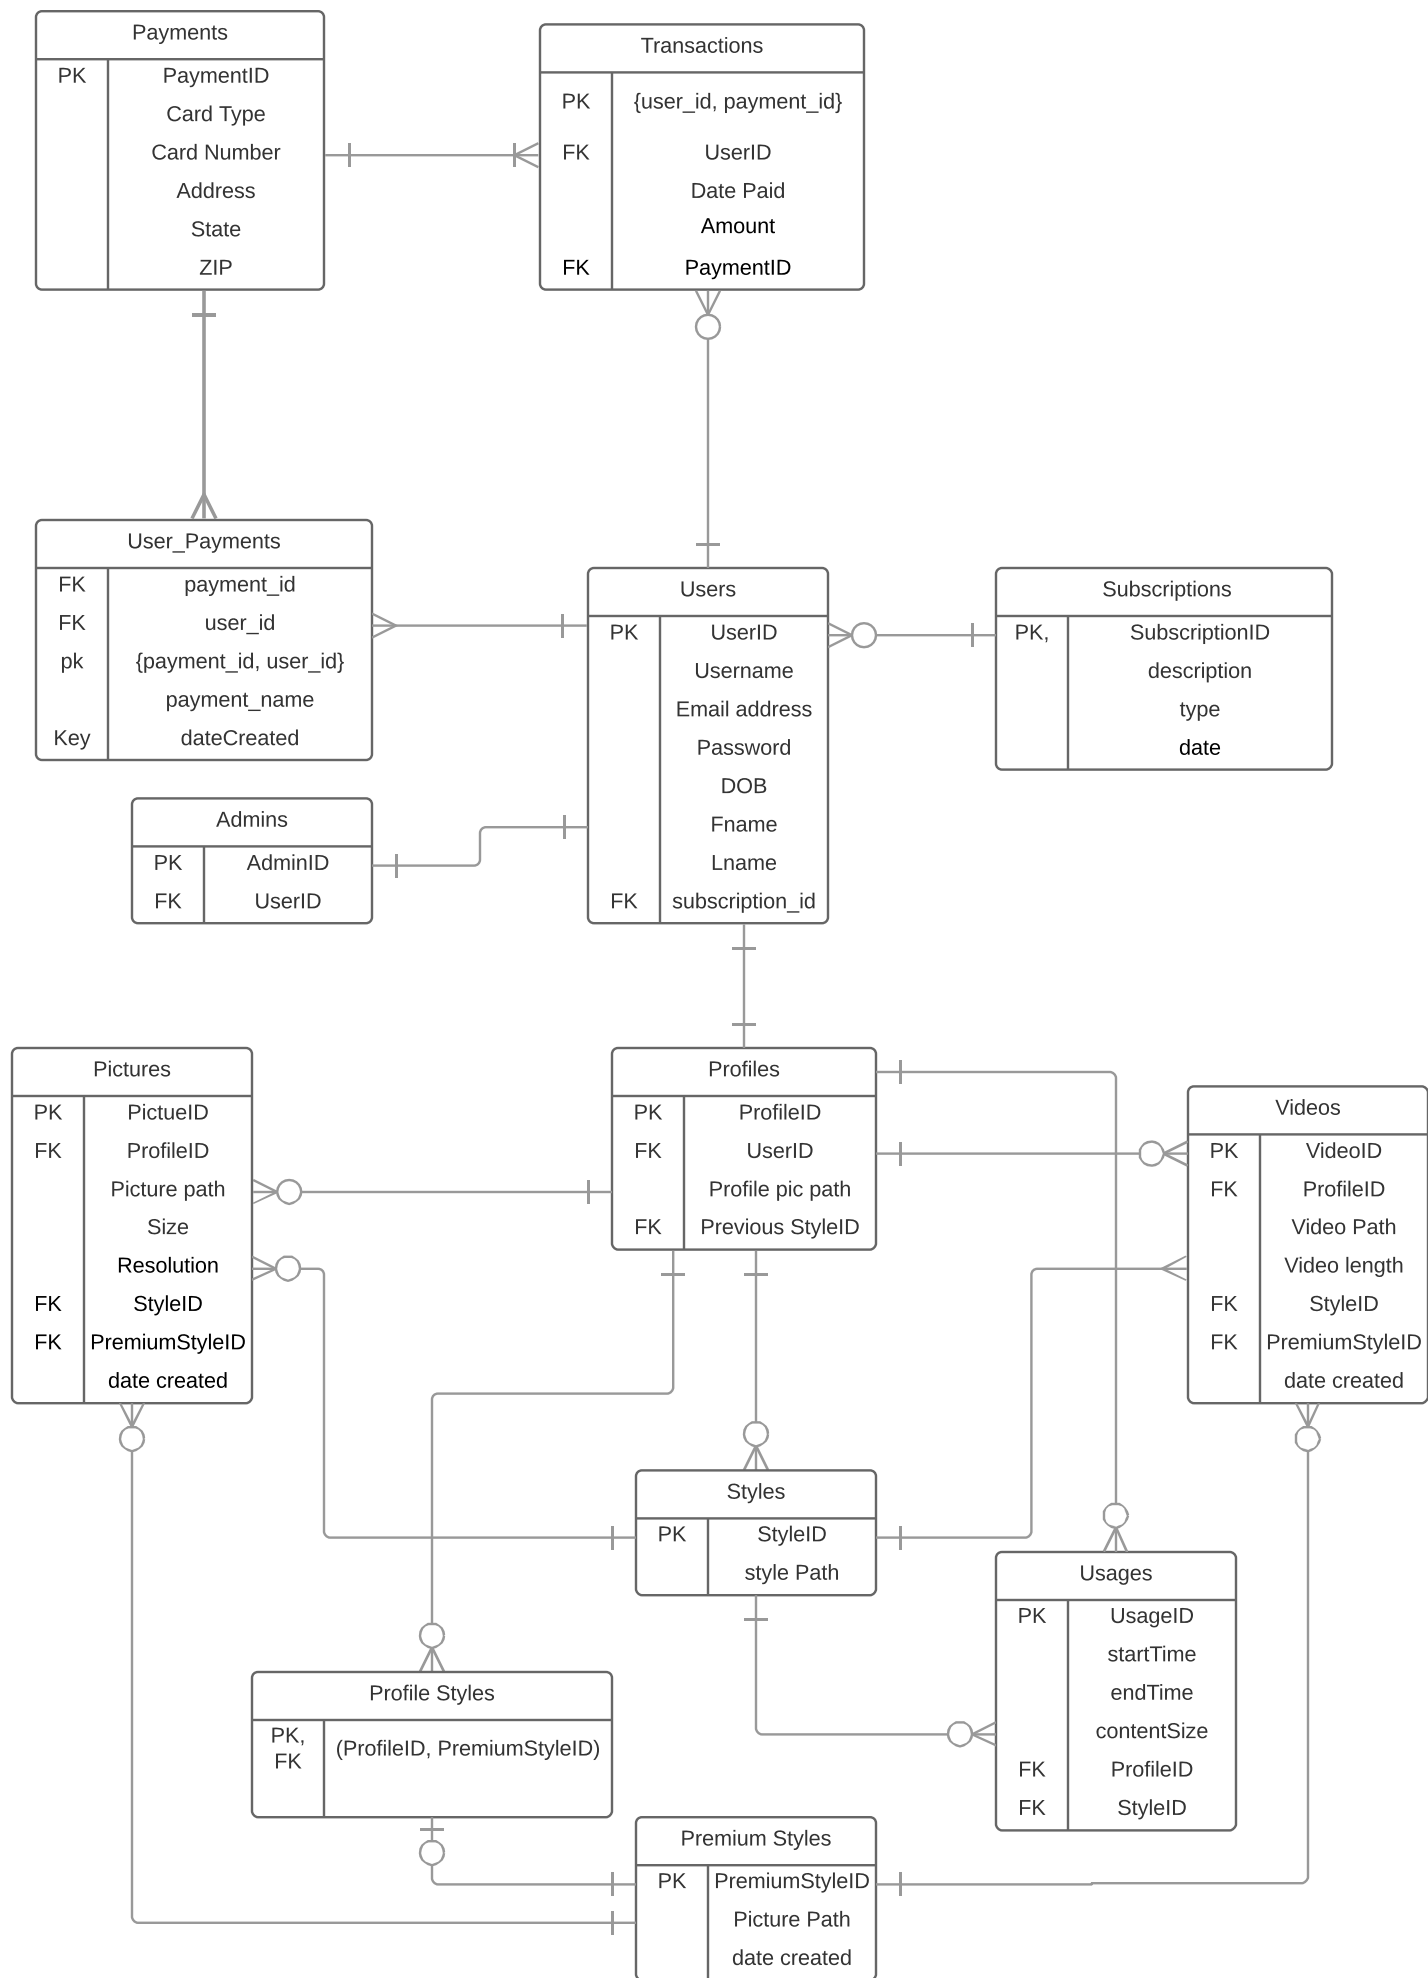 Payments
PK PaymentID
Card Type
Card Number
Address
State
ZIP
Transactions
PK {user_id, payment_id}
FK UserID
Date Paid
Amount
FK PaymentID
User_Payments
FK payment_id
FK user_id
pk {payment_id, user_id}
payment_name
Key dateCreated
Users
PK UserID
Username
Email address
Password
DOB
Fname
Lname
FK subscription_id
Subscriptions
PK, SubscriptionID
description
type
date
Admins
PK AdminID
FK UserID
Pictures
PK PictueID
FK ProfileID
Picture path
Size
Resolution
FK StyleID
FK PremiumStyleID
date created
Profiles
PK ProfileID
FK UserID
Profile pic path
FK Previous StyleID
Videos
PK VideoID
FK ProfileID
Video Path
Video length
FK StyleID
FK PremiumStyleID
date created
Styles
PK StyleID
style Path
Usages
PK UsageID
startTime
endTime
contentSize
FK ProfileID
FK StyleID
Profile Styles
PK,
FK (ProfileID, PremiumStyleID)
Premium Styles
PK PremiumStyleID
Picture Path
date created